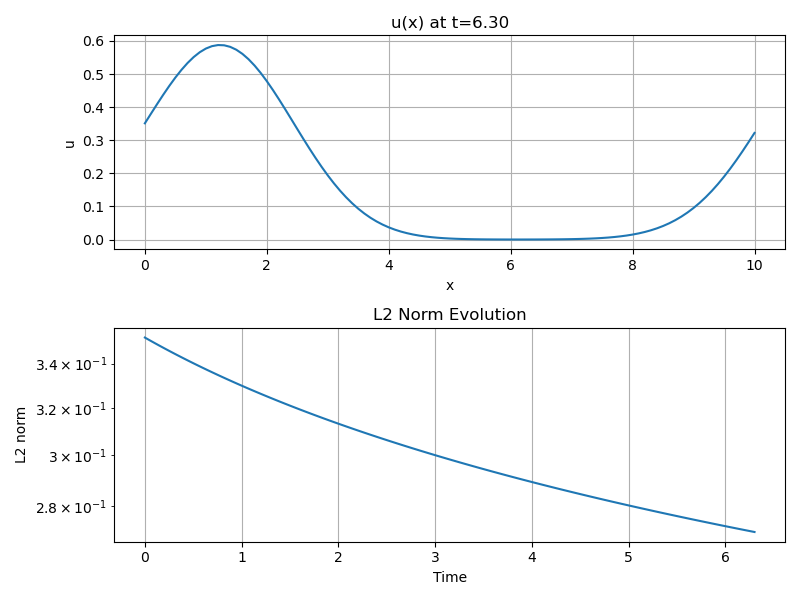 u(x) at t=6.30
0.6
0.5
0.4
0.3
0.2
0.1
0.0
u
0 2 4 6 8 10
x
L2 Norm Evolution
3.4 × 10⁻¹
3.2 × 10⁻¹
3 × 10⁻¹
2.8 × 10⁻¹
L2 norm
0 1 2 3 4 5 6
Time